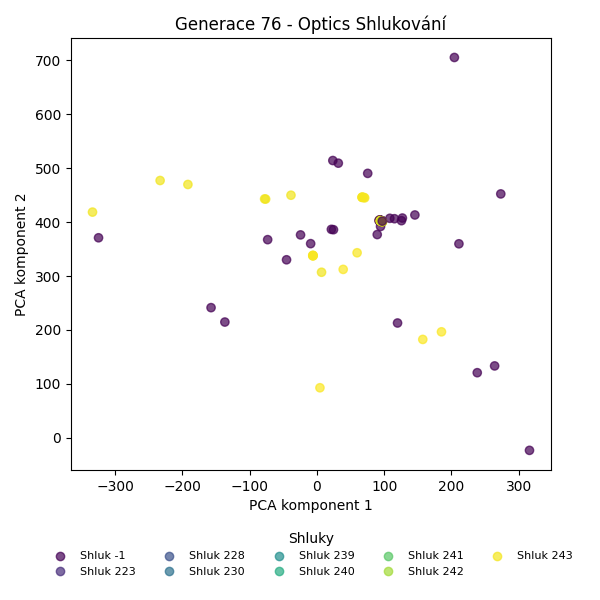 Generace 76 - Optics Shlukování
PCA komponent 2
700
600
500
400
300
200
100
0
−300 −200 −100 0 100 200 300
PCA komponent 1
Shluky
Shluk -1 Shluk 228 Shluk 239 Shluk 241 Shluk 243
Shluk 223 Shluk 230 Shluk 240 Shluk 242